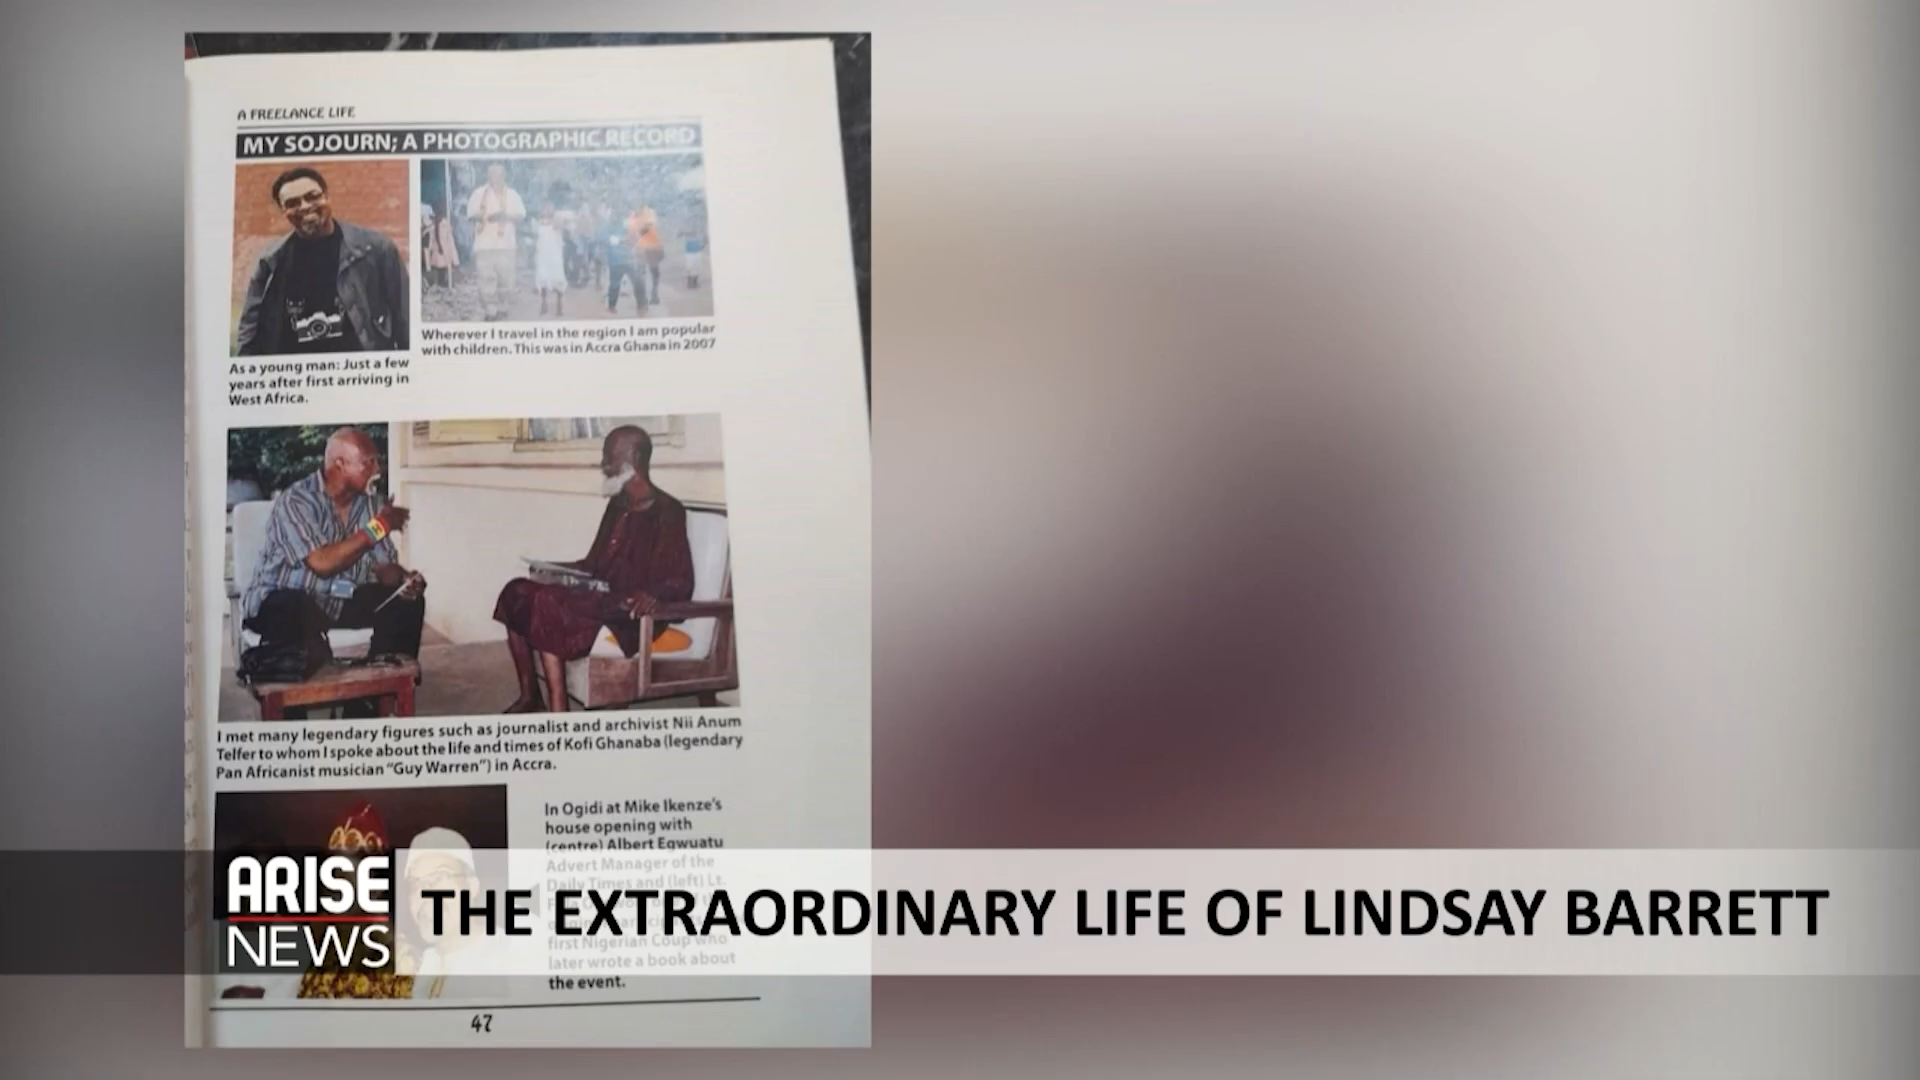 A FREELANCE LIFE
MY SOJOURN; A PHOTOGRAPHIC RECORD
Wherever I travel in the region I am popular
with children. This was in Accra Ghana in 2007
As a young man: Just a few
years after first arriving in
West Africa.
I met many legendary figures such as journalist and archivist Nii Anum
Telfer to whom I spoke about the life and times of Kofi Ghanaba (legendary
Pan Africanist musician "Guy Warren") in Accra.
In Ogidi at Mike Ikenze's
house opening with
(centre) Albert Egwuatu
Advert Manager of the
Daily Times and (left) Lt.
first Nigerian Coup who
later wrote a book about
the event.
47
ARISE
NEWS
THE EXTRAORDINARY LIFE OF LINDSAY BARRETT